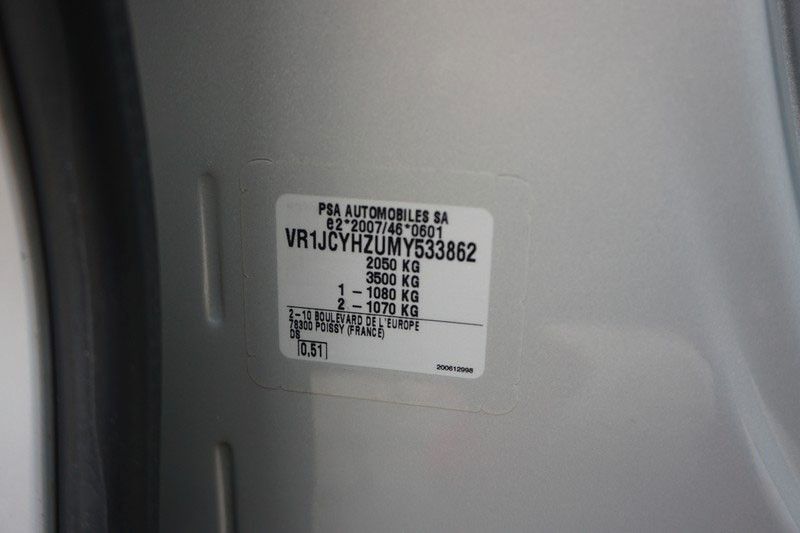 PSA AUTOMOBILES SA
e2*2007/46*0601
VR1JCYHZUMY533862
2050 KG
3500 KG
1 - 1080 KG
2 - 1070 KG
2-10 BOULEVARD DE L'EUROPE
78300 POISSY (FRANCE)
DS
0,51
200612998